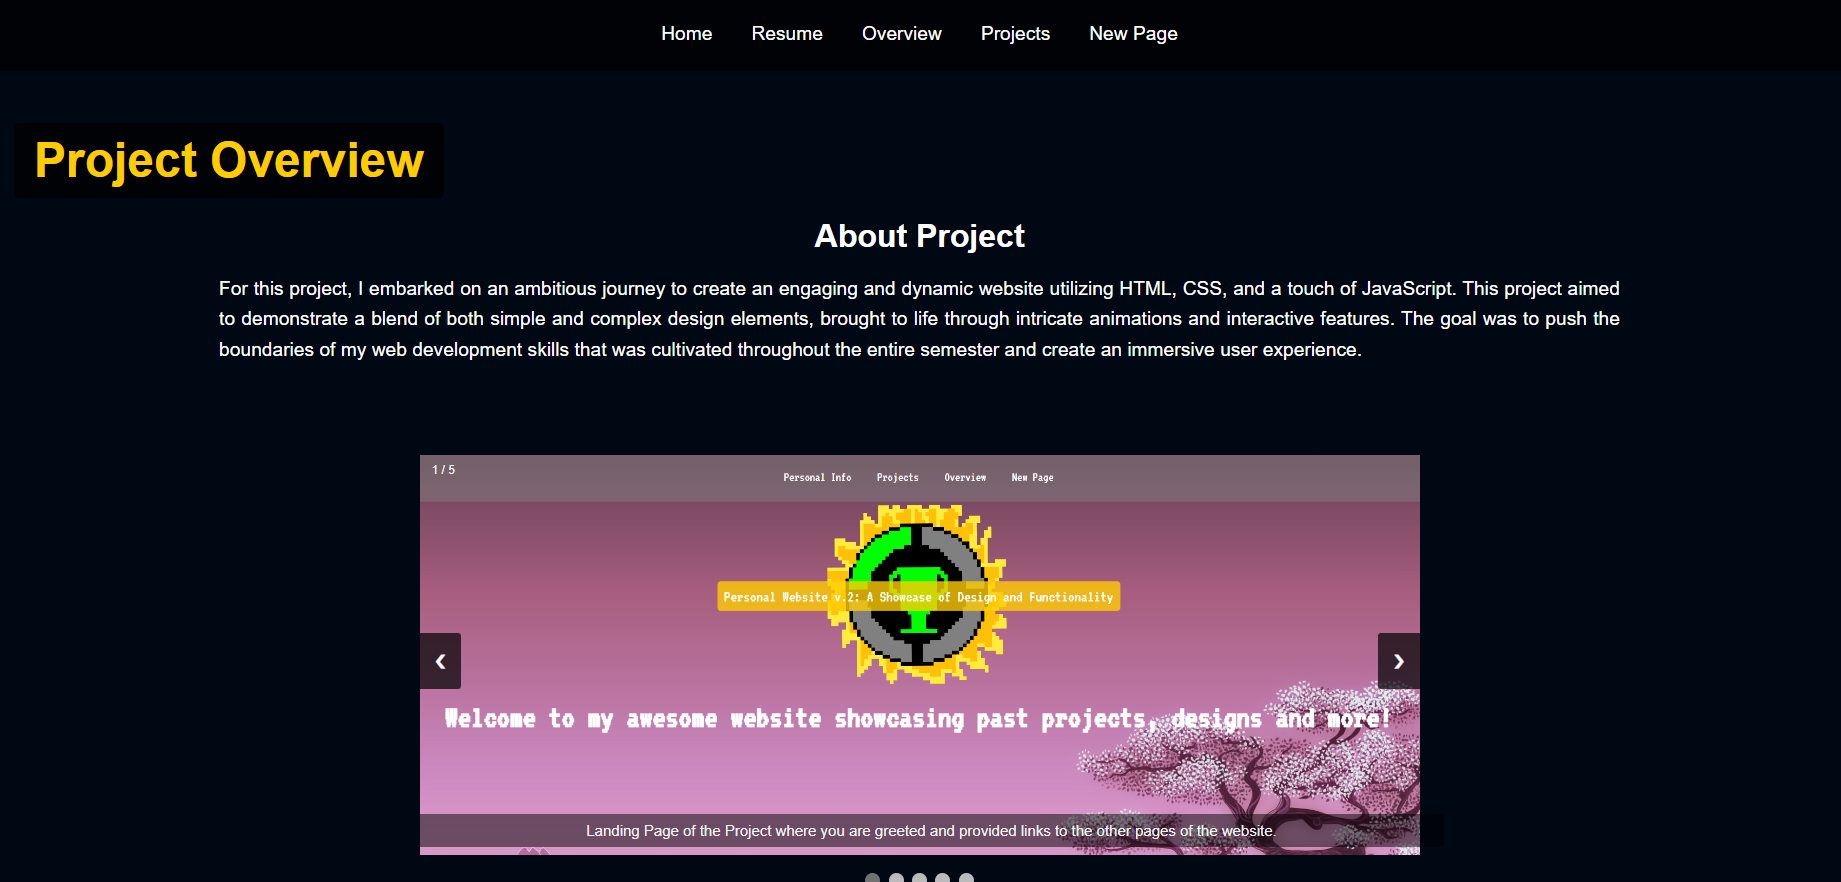 Home Resume Overview Projects New Page
Project Overview
About Project
For this project, I embarked on an ambitious journey to create an engaging and dynamic website utilizing HTML, CSS, and a touch of JavaScript. This project aimed
to demonstrate a blend of both simple and complex design elements, brought to life through intricate animations and interactive features. The goal was to push the
boundaries of my web development skills that was cultivated throughout the entire semester and create an immersive user experience.
1 / 5
Personal Info Projects Overview New Page
Personal Website v.2: A Showcase of Design and Functionality
❮ ❯
Welcome to my awesome website showcasing past projects, designs and more!
Landing Page of the Project where you are greeted and provided links to the other pages of the website.